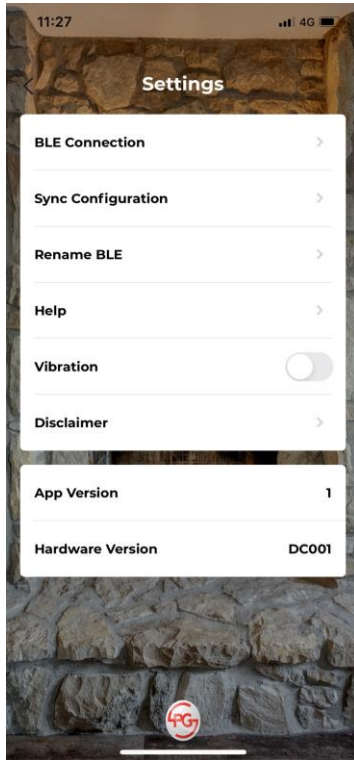 11:27
4G
Settings
BLE Connection
Sync Configuration
Rename BLE
Help
Vibration
Disclaimer
App Version 1
Hardware Version DC001